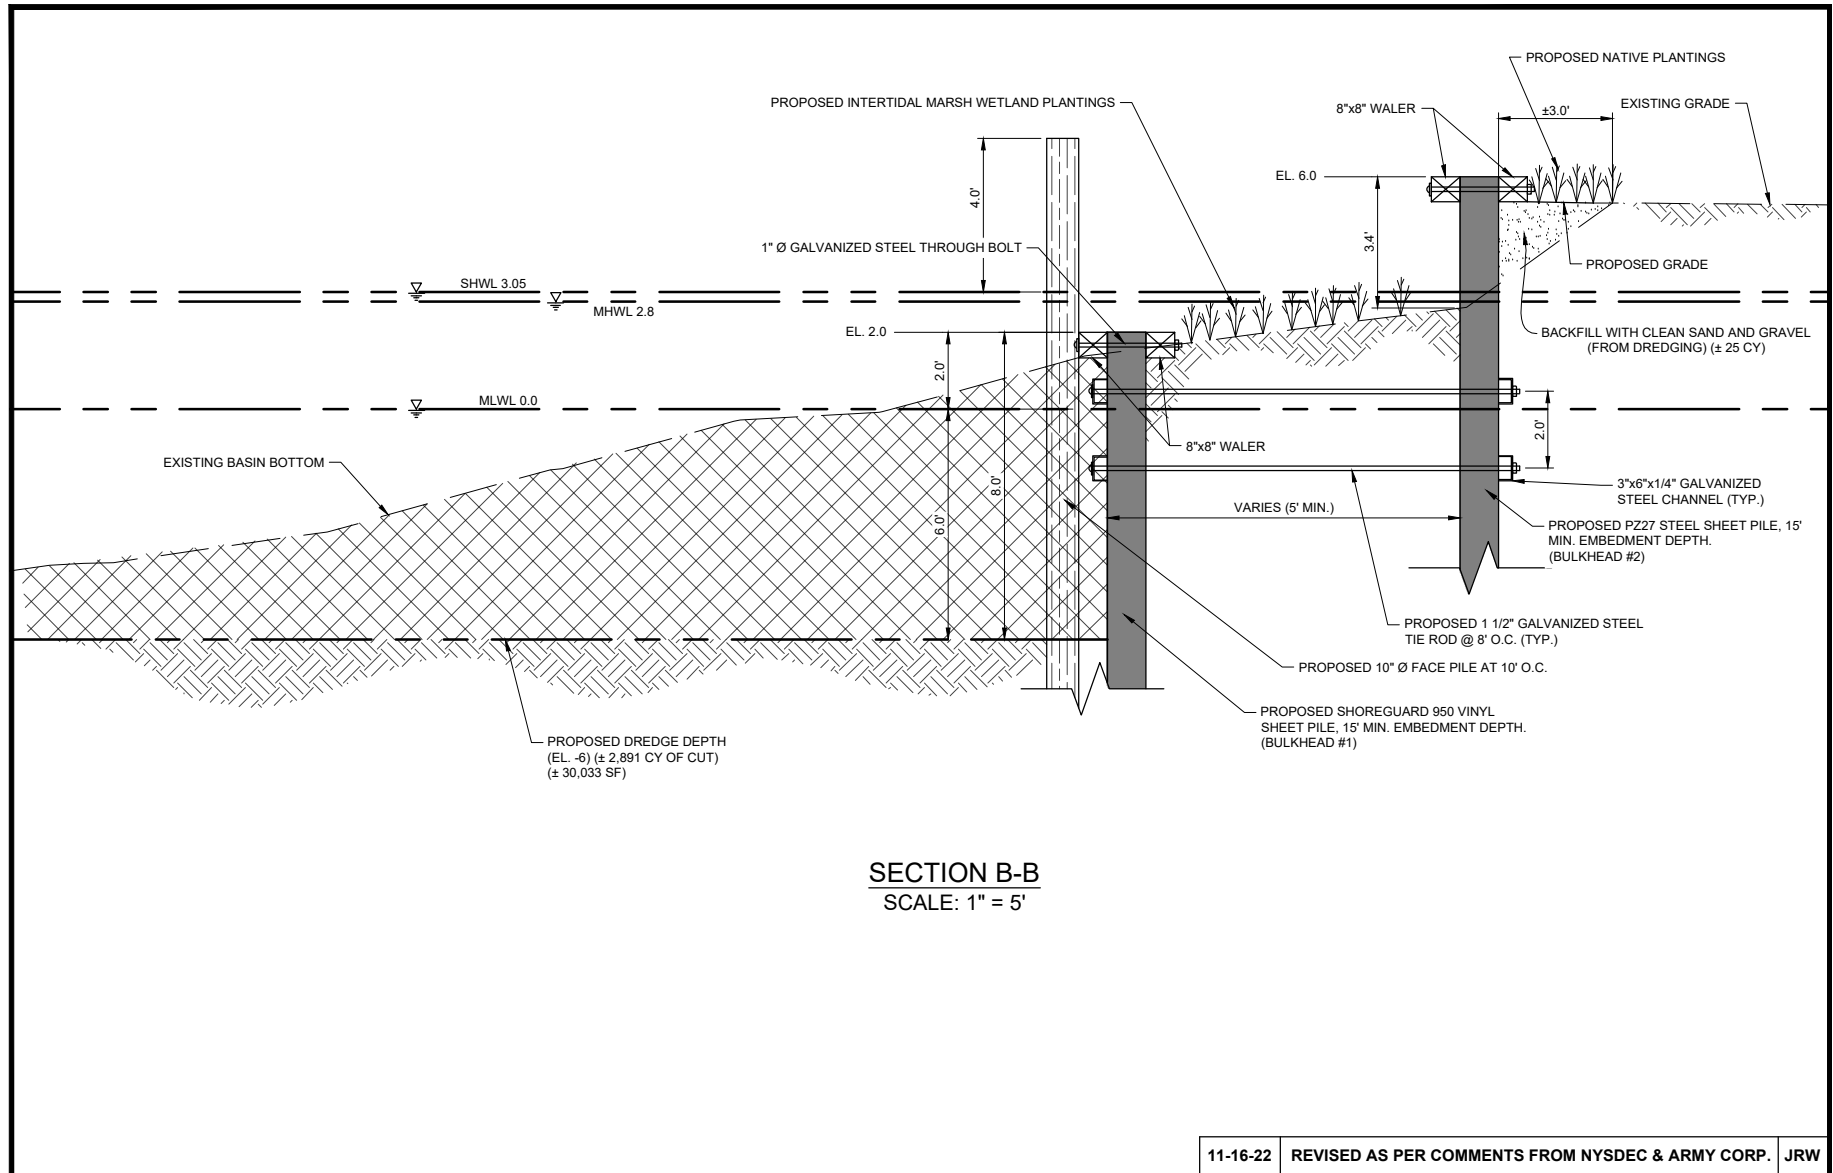 PROPOSED NATIVE PLANTINGS
PROPOSED INTERTIDAL MARSH WETLAND PLANTINGS
8"x8" WALER
±3.0'
EXISTING GRADE
EL. 6.0
4.0'
3.4'
1" Ø GALVANIZED STEEL THROUGH BOLT
PROPOSED GRADE
SHWL 3.05
MHWL 2.8
EL. 2.0
BACKFILL WITH CLEAN SAND AND GRAVEL
(FROM DREDGING) (± 25 CY)
2.0'
MLWL 0.0
2.0'
8"x8" WALER
EXISTING BASIN BOTTOM
8.0'
6.0'
3"x6"x1/4" GALVANIZED
STEEL CHANNEL (TYP.)
VARIES (5' MIN.)
PROPOSED PZ27 STEEL SHEET PILE, 15'
MIN. EMBEDMENT DEPTH.
(BULKHEAD #2)
PROPOSED 1 1/2" GALVANIZED STEEL
TIE ROD @ 8' O.C. (TYP.)
PROPOSED 10" Ø FACE PILE AT 10' O.C.
PROPOSED SHOREGUARD 950 VINYL
SHEET PILE, 15' MIN. EMBEDMENT DEPTH.
(BULKHEAD #1)
PROPOSED DREDGE DEPTH
(EL. -6) (± 2,891 CY OF CUT)
(± 30,033 SF)
SECTION B-B
SCALE: 1" = 5'
11-16-22 REVISED AS PER COMMENTS FROM NYSDEC & ARMY CORP. JRW